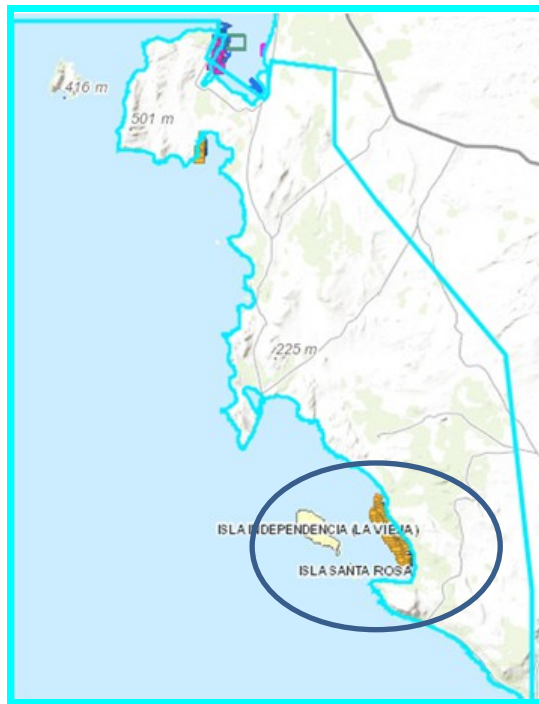 416 m
501 m
225 m
ISLA INDEPENDENCIA (LA VIEJA)
ISLA SANTA ROSA